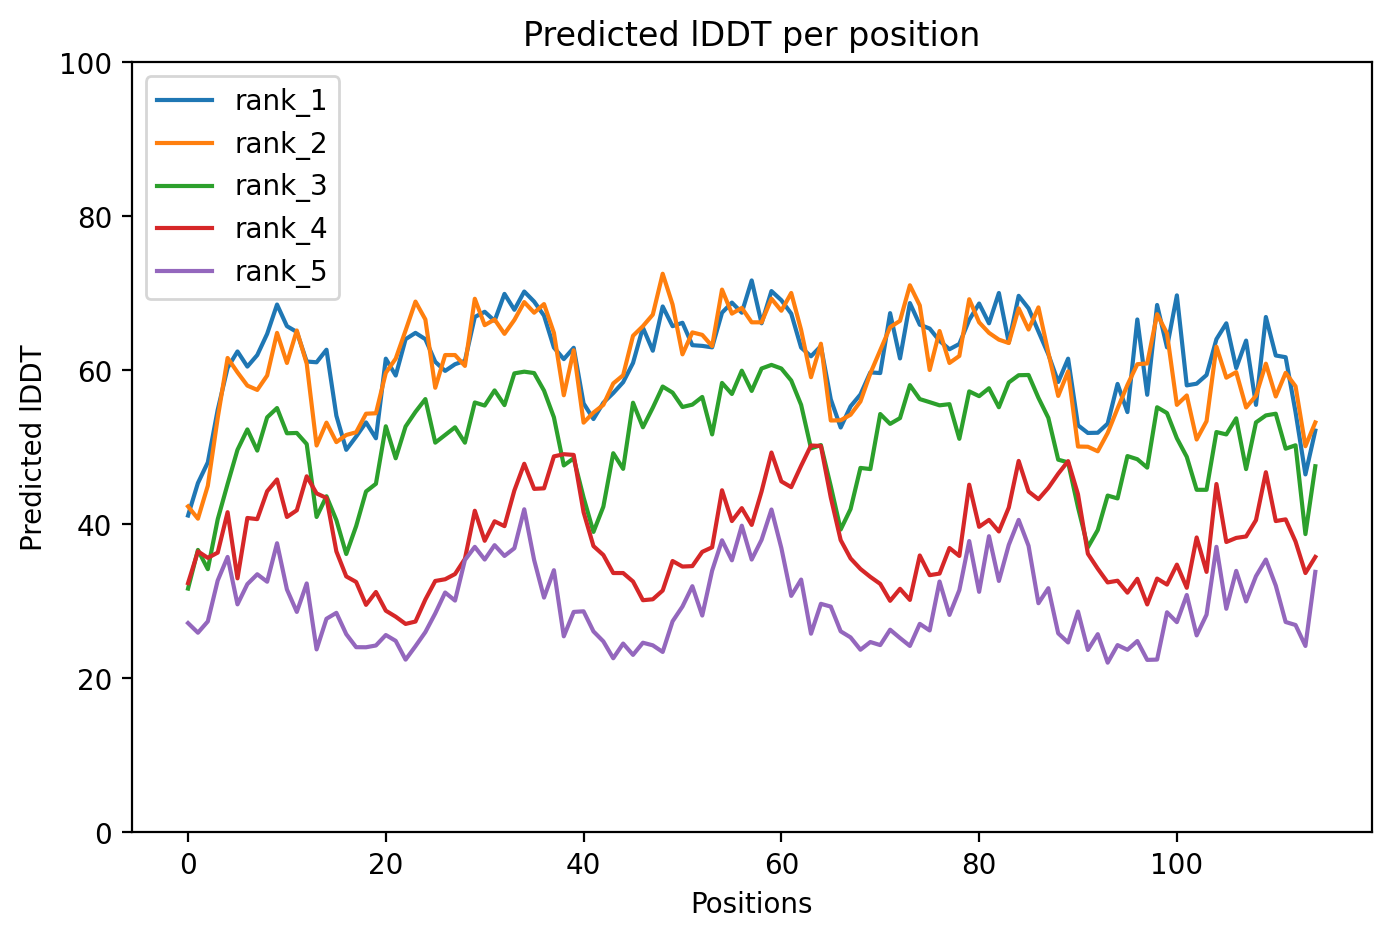 Predicted lDDT per position
100
80
60
40
20
0
Predicted lDDT
rank_1
rank_2
rank_3
rank_4
rank_5
0 20 40 60 80 100
Positions